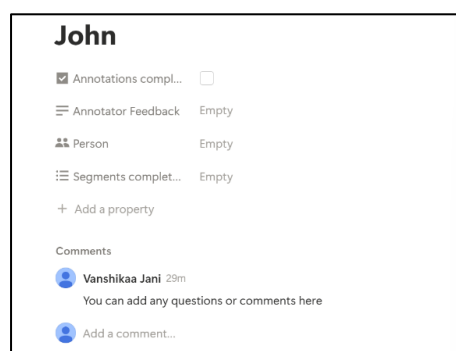 John
Annotations compl...
Annotator Feedback Empty
Person Empty
Segments complet... Empty
+ Add a property
Comments
Vanshikaa Jani 29m
You can add any questions or comments here
Add a comment...